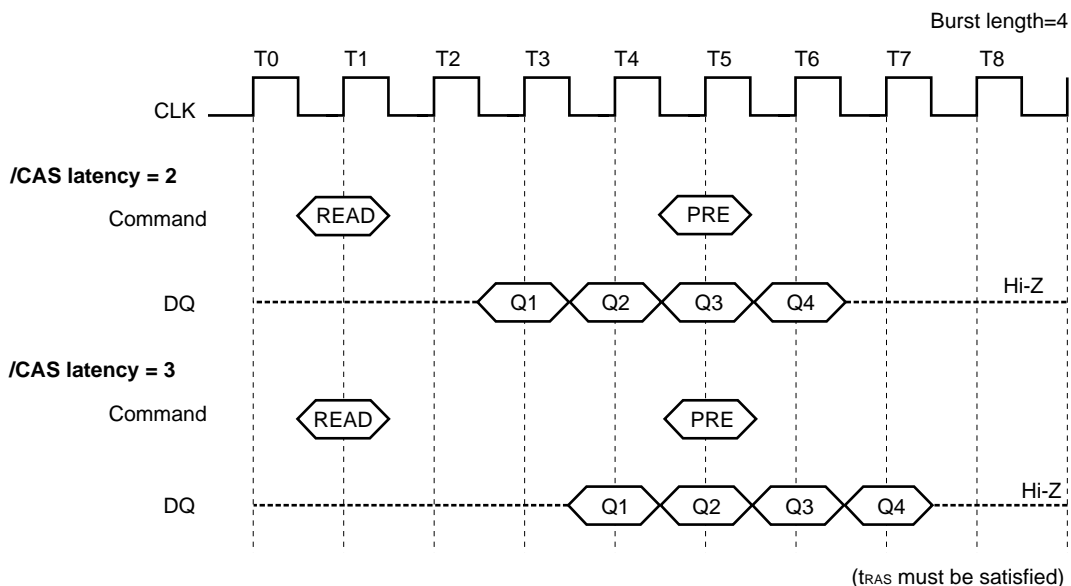 Burst length=4
T0 T1 T2 T3 T4 T5 T6 T7 T8
CLK
/CAS latency = 2
Command READ PRE
DQ Q1 Q2 Q3 Q4 Hi-Z
/CAS latency = 3
Command READ PRE
DQ Q1 Q2 Q3 Q4 Hi-Z
(tRAS must be satisfied)